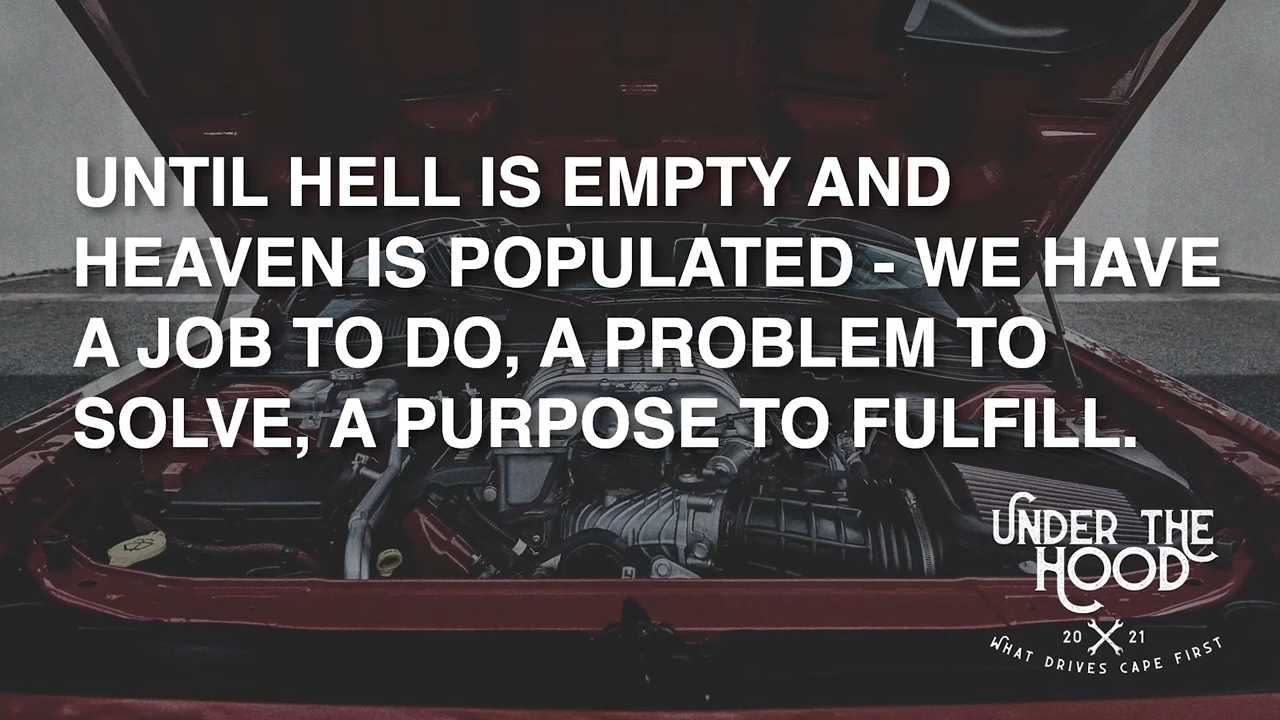 UNTIL HELL IS EMPTY AND
HEAVEN IS POPULATED - WE HAVE
A JOB TO DO, A PROBLEM TO
SOLVE, A PURPOSE TO FULFILL.
UNDER THE
HOOD
20 21
WHAT DRIVES CAPE FIRST